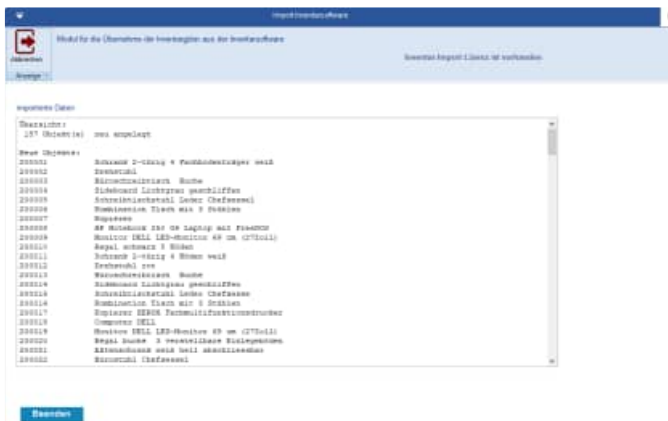 Import Inventarsoftware
Modul für die Übernahme der Inventargüter aus der Inventarsoftware
Abbrechen
Inventar-Import Lizenz ist vorhanden
Anzeige
importierte Daten
Übersicht:
157 Objekt(e) neu angelegt
Neue Objekte:
200001 Schrank 2-türig 4 Fachbodenträger weiß
200002 Drehstuhl
200003 Büroschreibtisch Buche
200004 Sideboard Lichtgrau geschliffen
200005 Schreibtischstuhl Leder Chefsessel
200006 Kombination Tisch mit 3 Stühlen
200007 Kopierer
200008 HP Notebook 250 G8 Laptop mit FreeDOS
200009 Monitor DELL LED-Monitor 69 cm (27Zoll)
200010 Regal schwarz 5 Böden
200011 Schrank 2-türig 4 Böden weiß
200012 Drehstuhl rot
200013 Büroschreibtisch Buche
200014 Sideboard Lichtgrau geschliffen
200015 Schreibtischstuhl Leder Chefsessel
200016 Kombination Tisch mit 3 Stühlen
200017 Kopierer XEROX Farbmultifunktionsdrucker
200018 Computer DELL
200019 Monitor DELL LED-Monitor 69 cm (27Zoll)
200020 Regal Buche 3 verstellbare Einlegeböden
200021 Aktenschrank weiß hell abschließbar
200022 Bürostuhl Chefsessel
Beenden